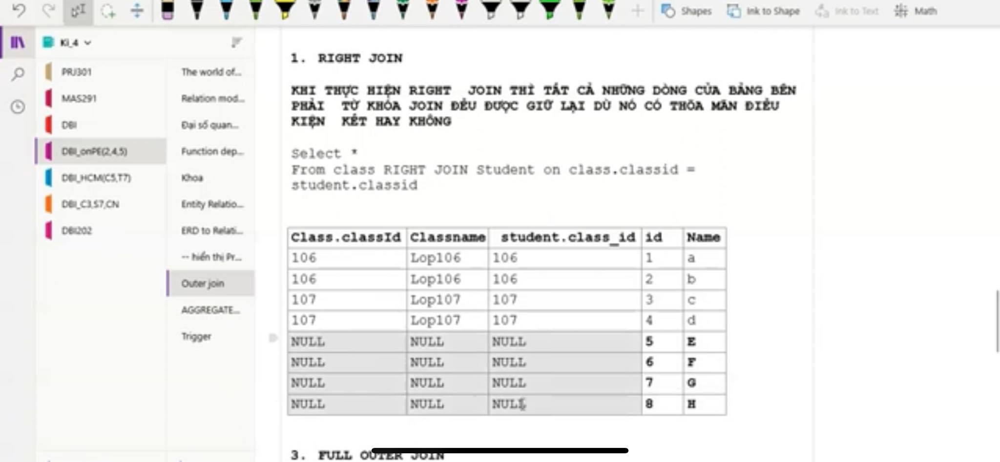 Shapes
Ink to Shape
Ink to Text
Math
Ki_4
PRJ301
MAS291
DBI
DBI_onPE(2,4,5)
DBI_HCM(C5,T7)
DBI_C3,S7,CN
DBI202
The world of...
Relation mod...
Đại số quan...
Function dep...
Khoa
Entity Relatio...
ERD to Relati...
-- hiển thị Pr...
Outer join
AGGREGATE...
Trigger
1. RIGHT JOIN
KHI THỰC HIỆN RIGHT JOIN THÌ TẤT CẢ NHỮNG DÒNG CỦA BẢNG BÊN
PHẢI TỪ KHÓA JOIN ĐỀU ĐƯỢC GIỮ LẠI DÙ NÓ CÓ THÕA MÃN ĐIỀU
KIỆN KẾT HAY KHÔNG
Select *
From class RIGHT JOIN Student on class.classid =
student.classid
Class.classId Classname student.class_id id Name
106 Lop106 106 1 a
106 Lop106 106 2 b
107 Lop107 107 3 c
107 Lop107 107 4 d
NULL NULL NULL 5 E
NULL NULL NULL 6 F
NULL NULL NULL 7 G
NULL NULL NULL 8 H
3. FULL OUTER JOIN